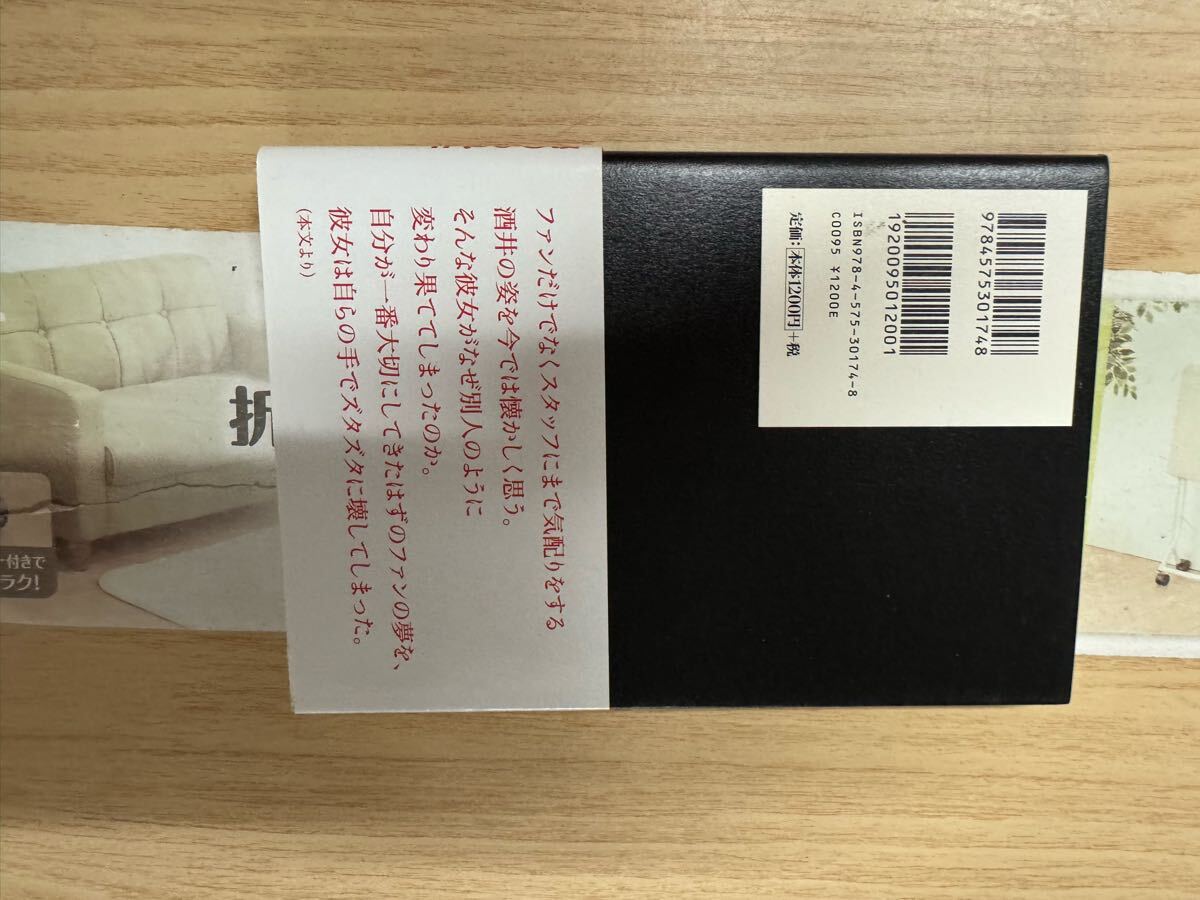 ファンだけでなくスタッフにまで気配りをする
酒井の姿を今では懐かしく思う。
そんな彼女がなぜ別人のように
変わり果ててしまったのか。
自分が一番大切にしてきたはずのファンの夢を、
彼女は自らの手でズタズタに壊してしまった。
(本文より)
9784575301748
1920095012001
ISBN978-4-575-30174-8
C0095 ¥1200E
定価:本体1200円+税
折
付きで
ラク!